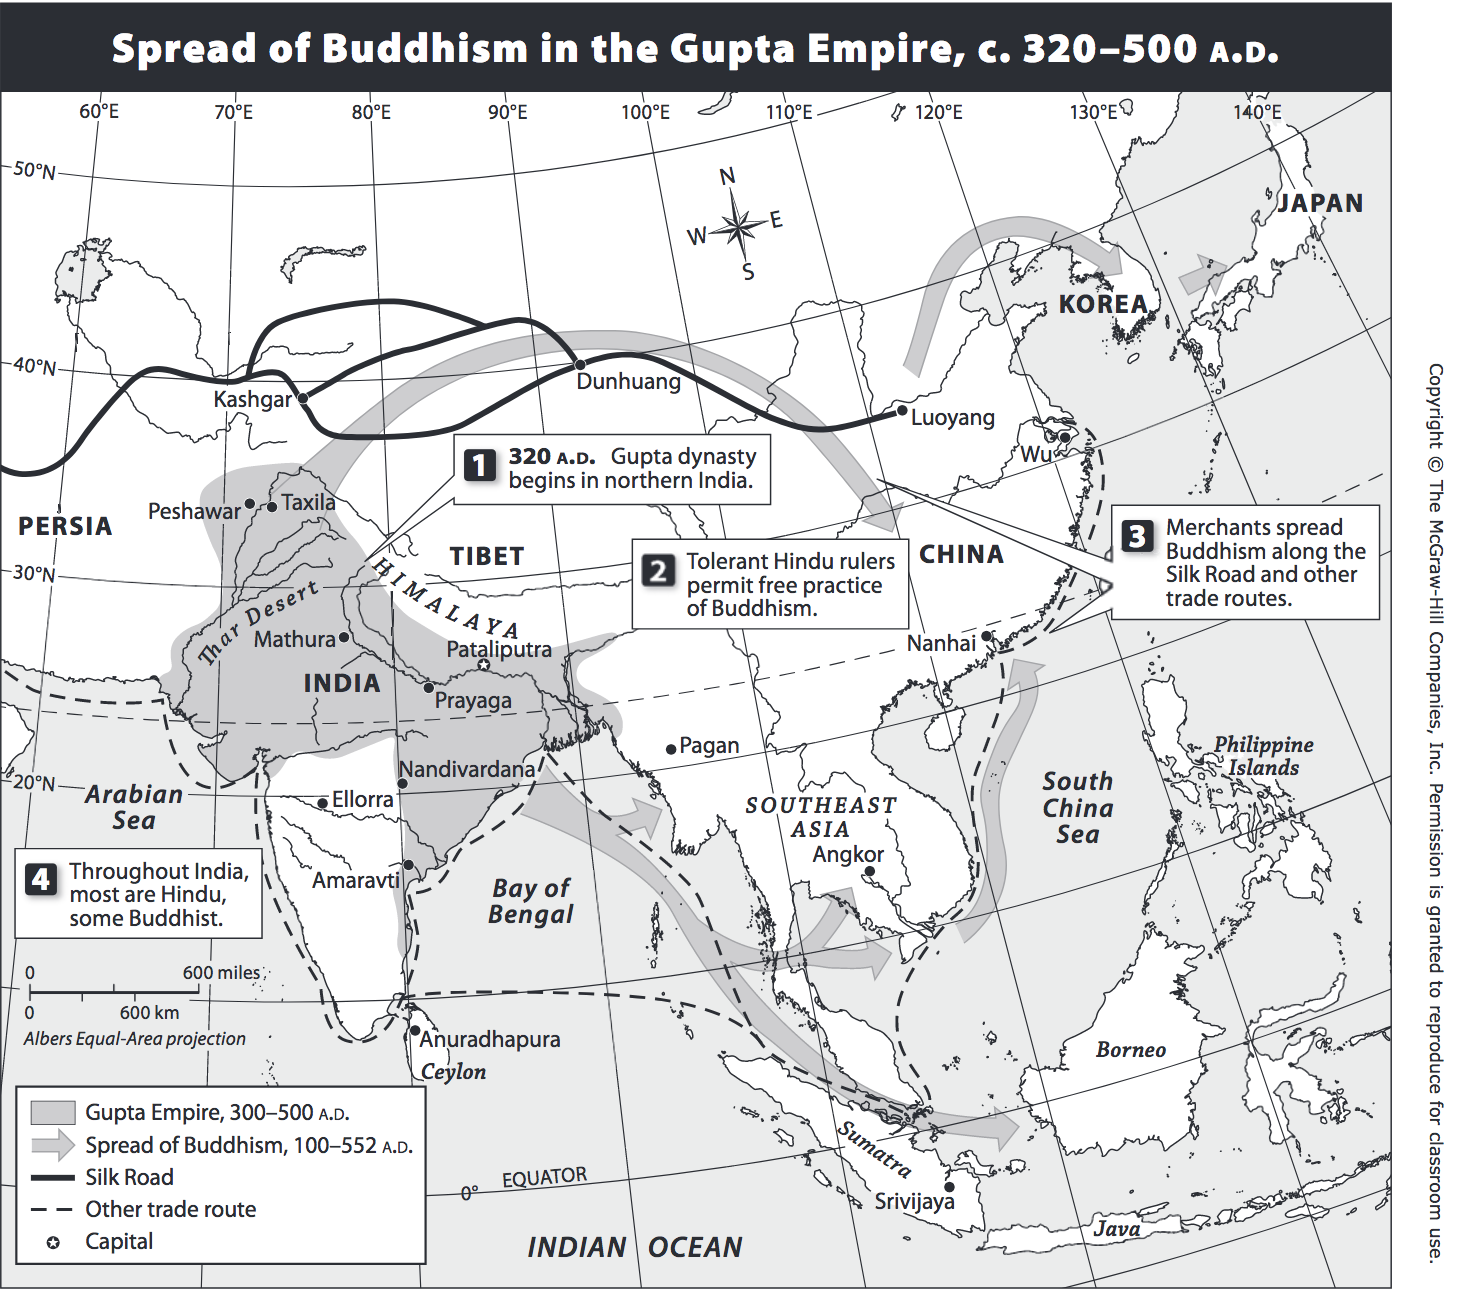 Spread of Buddhism in the Gupta Empire, c. 320–500 A.D.
60°E 70°E 80°E 90°E 100°E 110°E 120°E 130°E 140°E
50°N
N
E
W
S
JAPAN
KOREA
40°N
Kashgar
Dunhuang
Luoyang
Wu
1 320 A.D. Gupta dynasty
begins in northern India.
Peshawar
Taxila
PERSIA
TIBET
CHINA
2 Tolerant Hindu rulers
permit free practice
of Buddhism.
3 Merchants spread
Buddhism along the
Silk Road and other
trade routes.
30°N
HIMALAYA
Thar Desert
Mathura
Pataliputra
Nanhai
INDIA
Prayaga
Pagan
Philippine
Islands
20°N
Nandivardana
Arabian
Sea
Ellorra
SOUTHEAST
ASIA
South
China
Sea
Angkor
4 Throughout India,
most are Hindu,
some Buddhist.
Amaravti
Bay of
Bengal
0 600 miles
0 600 km
Albers Equal-Area projection
Anuradhapura
Ceylon
Borneo
Gupta Empire, 300–500 A.D.
Spread of Buddhism, 100–552 A.D.
Silk Road
Other trade route
Capital
Sumatra
0° EQUATOR
Srivijaya
Java
INDIAN OCEAN
Copyright © The McGraw-Hill Companies, Inc. Permission is granted to reproduce for classroom use.